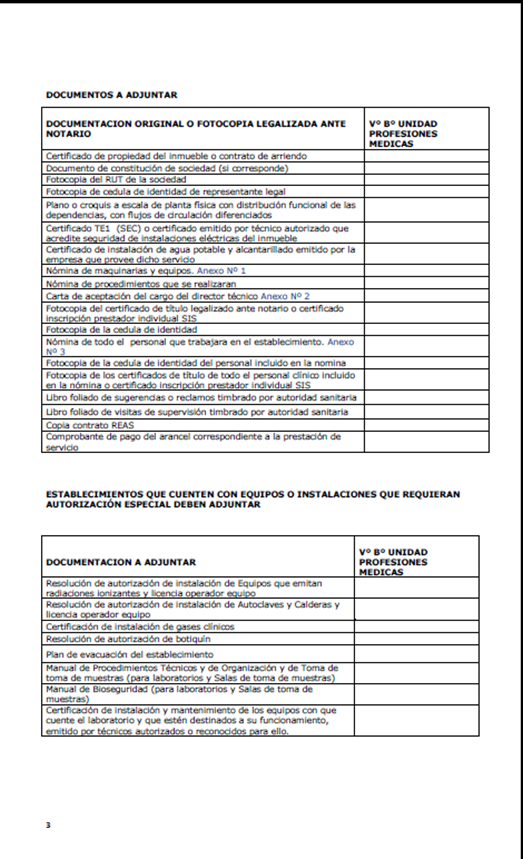 DOCUMENTOS A ADJUNTAR
DOCUMENTACION ORIGINAL O FOTOCOPIA LEGALIZADA ANTE
NOTARIO
Vº Bº UNIDAD
PROFESIONES
MEDICAS
Certificado de propiedad del inmueble o contrato de arriendo
Documento de constitución de sociedad (si corresponde)
Fotocopia del RUT de la sociedad
Fotocopia de cedula de identidad de representante legal
Plano o croquis a escala de planta física con distribución funcional de las
dependencias, con flujos de circulación diferenciados
Certificado TE1 (SEC) o certificado emitido por técnico autorizado que
acredite seguridad de instalaciones eléctricas del inmueble
Certificado de instalación de agua potable y alcantarillado emitido por la
empresa que provee dicho servicio
Nómina de maquinarias y equipos. Anexo Nº 1
Nómina de procedimientos que se realizaran
Carta de aceptación del cargo del director técnico Anexo Nº 2
Fotocopia del certificado de título legalizado ante notario o certificado
inscripción prestador individual SIS
Fotocopia de la cedula de identidad
Nómina de todo el personal que trabajara en el establecimiento. Anexo
Nº 3
Fotocopia de la cedula de identidad del personal incluido en la nomina
Fotocopia de los certificados de título de todo el personal clínico incluido
en la nómina o certificado inscripción prestador individual SIS
Libro foliado de sugerencias o reclamos timbrado por autoridad sanitaria
Libro foliado de visitas de supervisión timbrado por autoridad sanitaria
Copia contrato REAS
Comprobante de pago del arancel correspondiente a la prestación de
servicio
ESTABLECIMIENTOS QUE CUENTEN CON EQUIPOS O INSTALACIONES QUE REQUIERAN
AUTORIZACIÓN ESPECIAL DEBEN ADJUNTAR
DOCUMENTACION A ADJUNTAR
Vº Bº UNIDAD
PROFESIONES
MEDICAS
Resolución de autorización de instalación de Equipos que emitan
radiaciones ionizantes y licencia operador equipo
Resolución de autorización de instalación de Autoclaves y Calderas y
licencia operador equipo
Certificación de instalación de gases clínicos
Resolución de autorización de botiquín
Plan de evacuación del establecimiento
Manual de Procedimientos Técnicos y de Organización y de Toma de
toma de muestras (para laboratorios y Salas de toma de muestras)
Manual de Bioseguridad (para laboratorios y Salas de toma de
muestras)
Certificación de instalación y mantenimiento de los equipos con que
cuente el laboratorio y que estén destinados a su funcionamiento,
emitido por técnicos autorizados o reconocidos para ello.
3